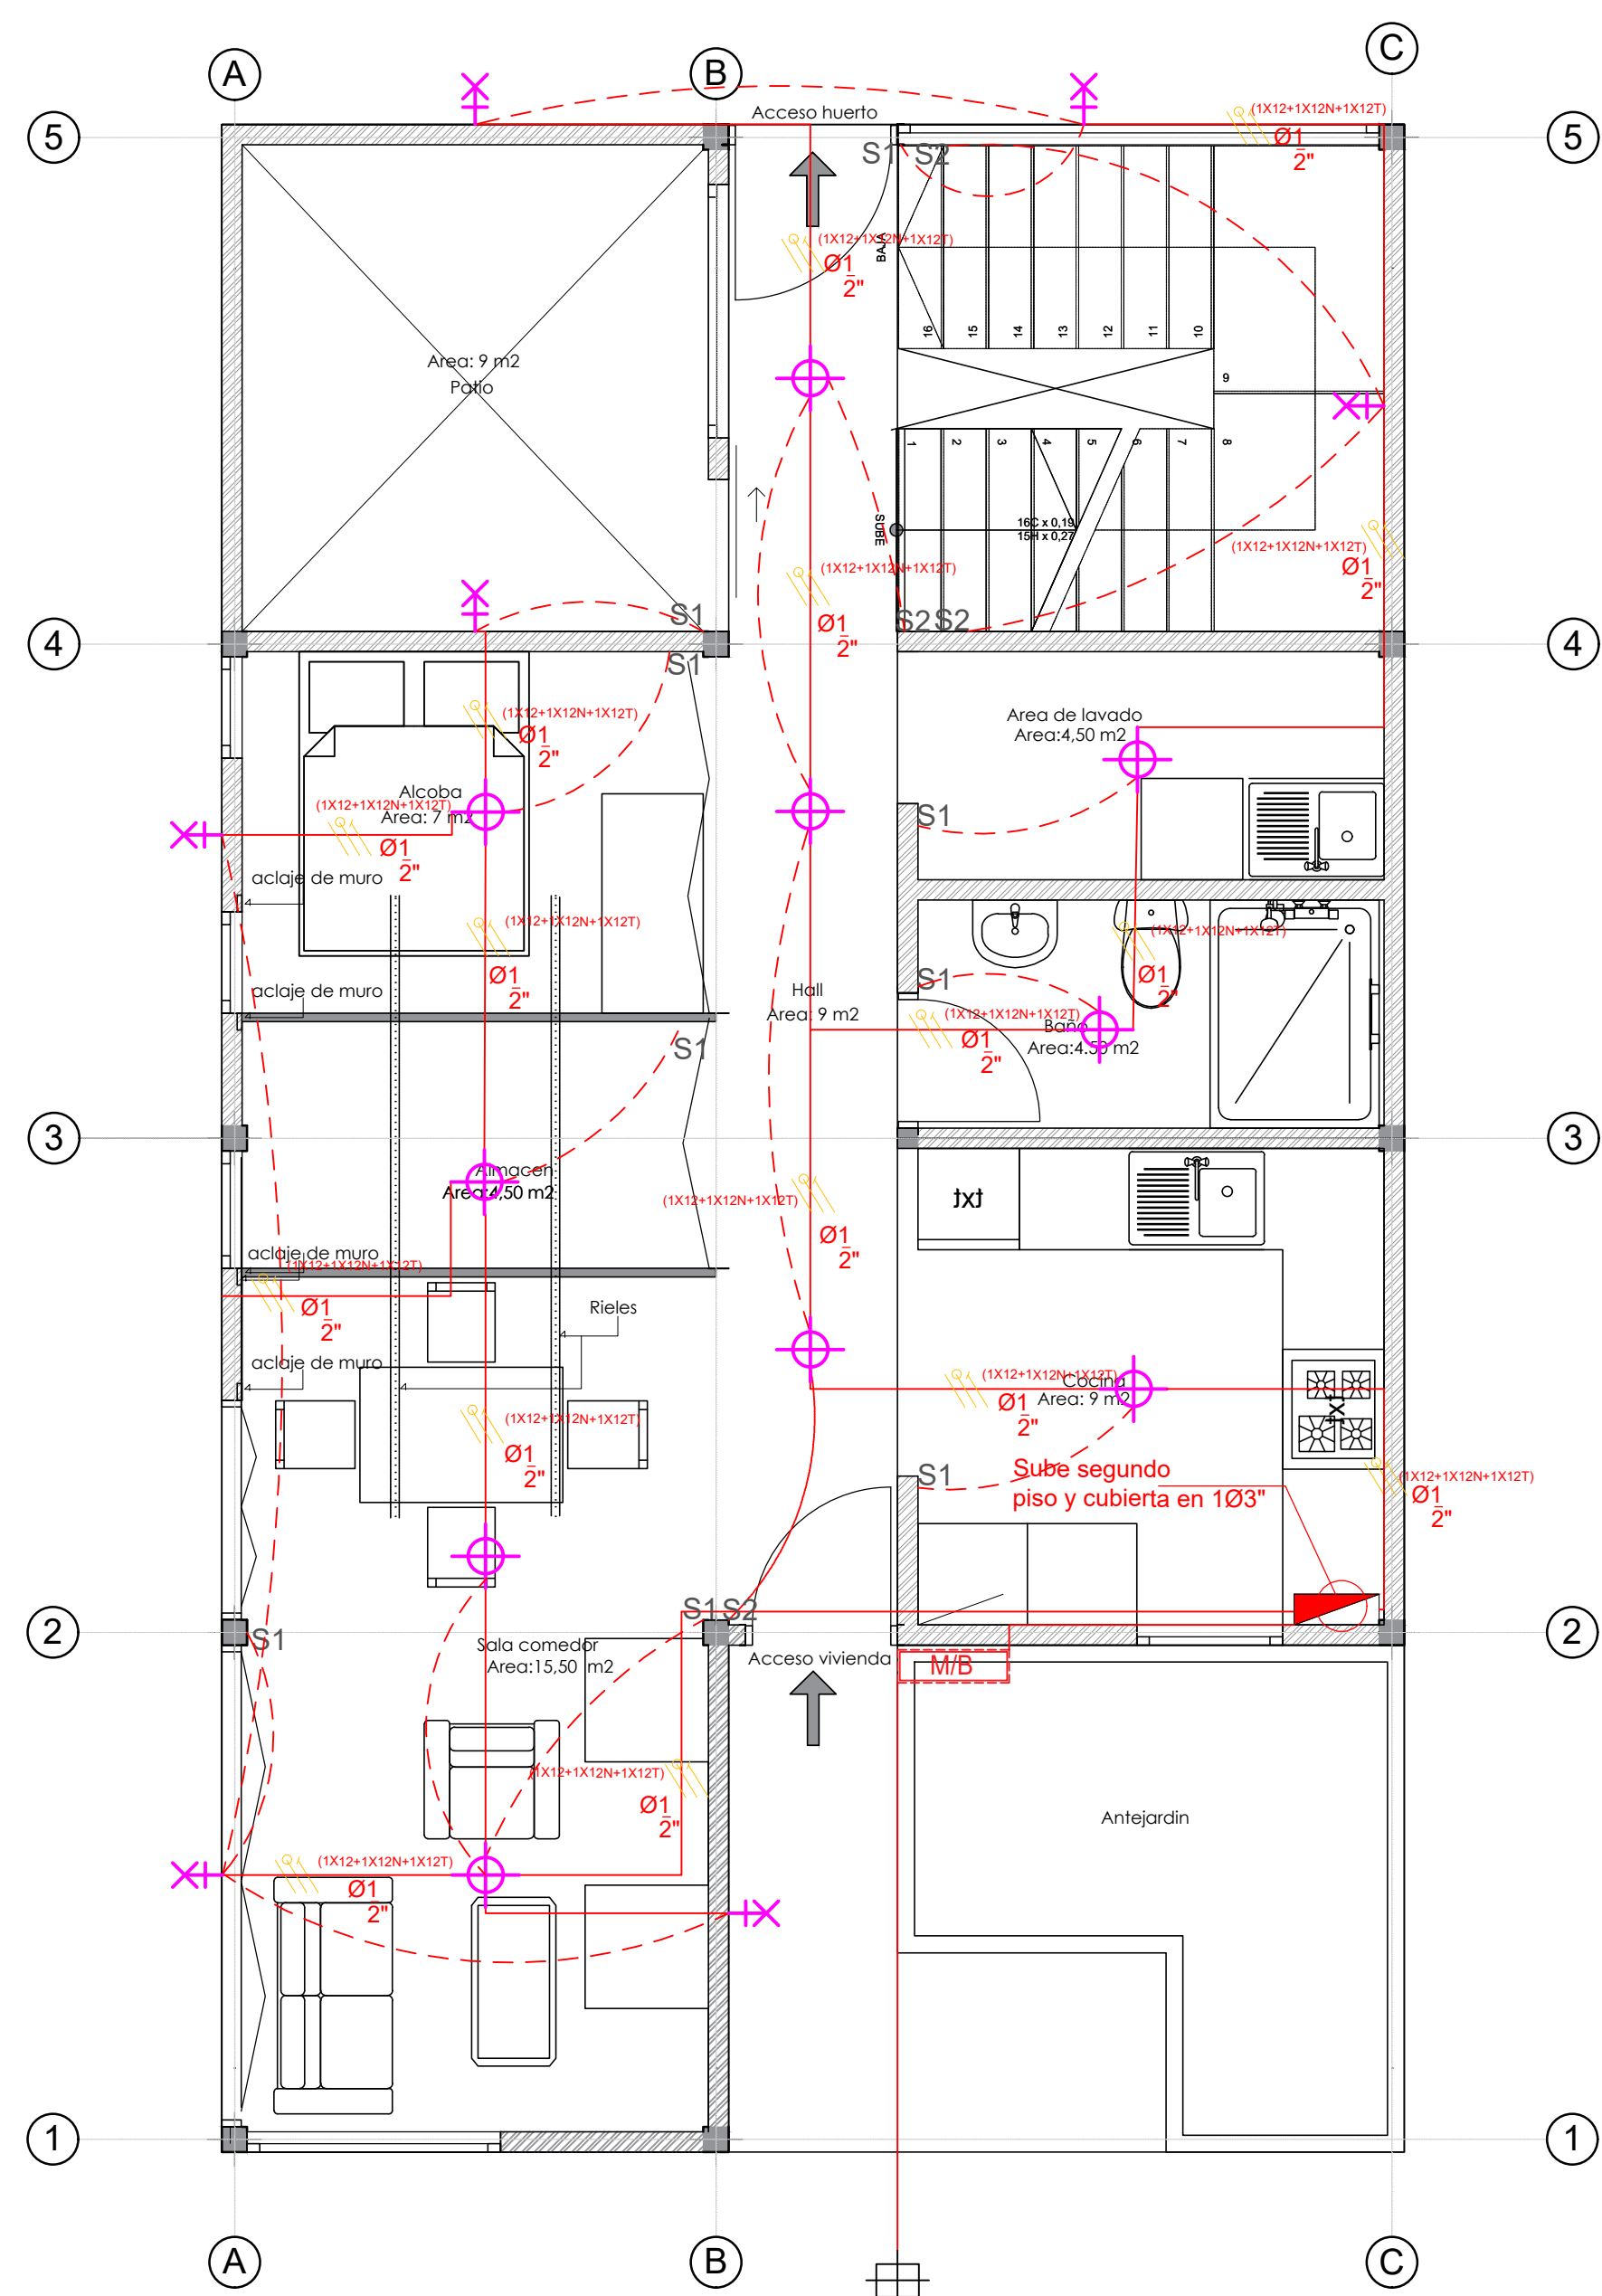 A
B
C
5
Acceso huerto
(1X12+1X12N+1X12T)
Ø1
2"
5
S1
S2
BAJA
(1X12+1X12N+1X12T)
Ø1
2"
16
15
14
13
12
11
10
9
Area: 9 m2
Patio
1
2
3
4
5
6
7
8
SUBE
16C x 0,19
15H x 0,27
(1X12+1X12N+1X12T)
Ø1
2"
(1X12+1X12N+1X12T)
Ø1
2"
S1
S2
S2
4
4
S1
(1X12+1X12N+1X12T)
Ø1
2"
Area de lavado
Area:4,50 m2
Alcoba
(1X12+1X12N+1X12T)
Area: 7 m2
Ø1
2"
S1
aclaje de muro
(1X12+1X12N+1X12T)
Ø1
2"
(1X12+1X12N+1X12T)
Ø1
2"
S1
aclaje de muro
Hall
Area: 9 m2
(1X12+1X12N+1X12T)
Ø1
2"
Baño
Area:4.50 m2
S1
3
3
Almacen
Area:4,50 m2
(1X12+1X12N+1X12T)
Ø1
2"
txt
aclaje de muro
(1X12+1X12N+1X12T)
Ø1
2"
Rieles
aclaje de muro
(1X12+1X12N+1X12T)
Cocina
Area: 9 m2
Ø1
2"
txt
(1X12+1X12N+1X12T)
Ø1
2"
S1
Sube segundo
piso y cubierta en 1Ø3"
(1X12+1X12N+1X12T)
Ø1
2"
S1
S2
2
S1
2
Sala comedor
Area:15,50 m2
Acceso vivienda
M/B
(1X12+1X12N+1X12T)
Ø1
2"
Antejardin
(1X12+1X12N+1X12T)
Ø1
2"
1
1
A
B
C